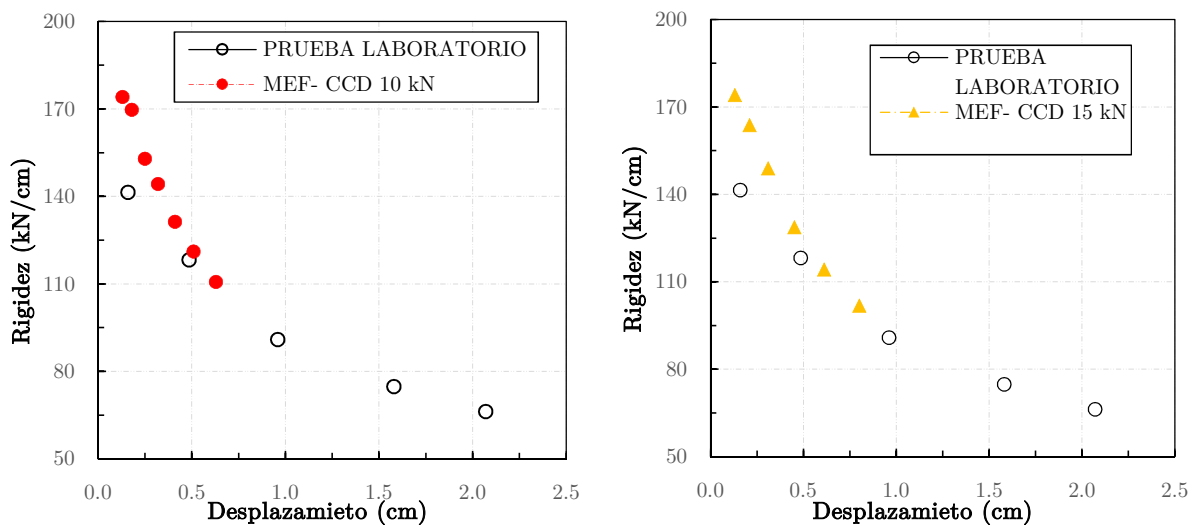 200
170
140
110
80
50
Rigidez (kN/cm)
PRUEBA LABORATORIO
MEF- CCD 10 kN
0.0 0.5 1.0 1.5 2.0 2.5
Desplazamieto (cm)
200
170
140
110
80
50
Rigidez (kN/cm)
PRUEBA
LABORATORIO
MEF- CCD 15 kN
0.0 0.5 1.0 1.5 2.0 2.5
Desplazamieto (cm)